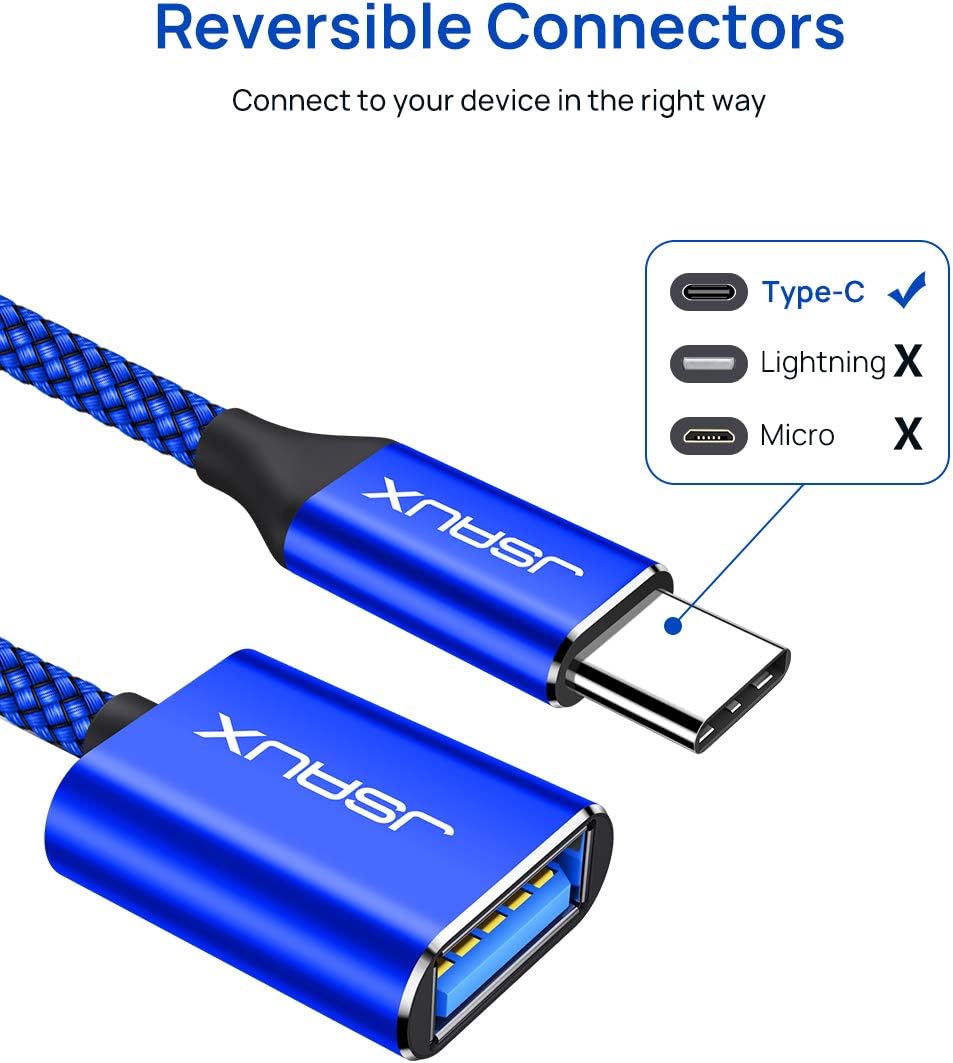 Reversible Connectors
Connect to your device in the right way
Type-C
Lightning X
Micro X
JSAUX
JSAUX